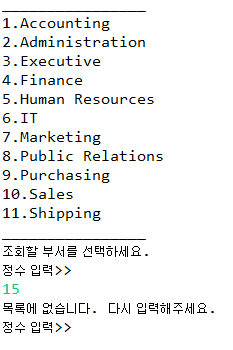 1.Accounting
2.Administration
3.Executive
4.Finance
5.Human Resources
6.IT
7.Marketing
8.Public Relations
9.Purchasing
10.Sales
11.Shipping
조회할 부서를 선택하세요.
정수 입력>>
15
목록에 없습니다. 다시 입력해주세요.
정수 입력>>